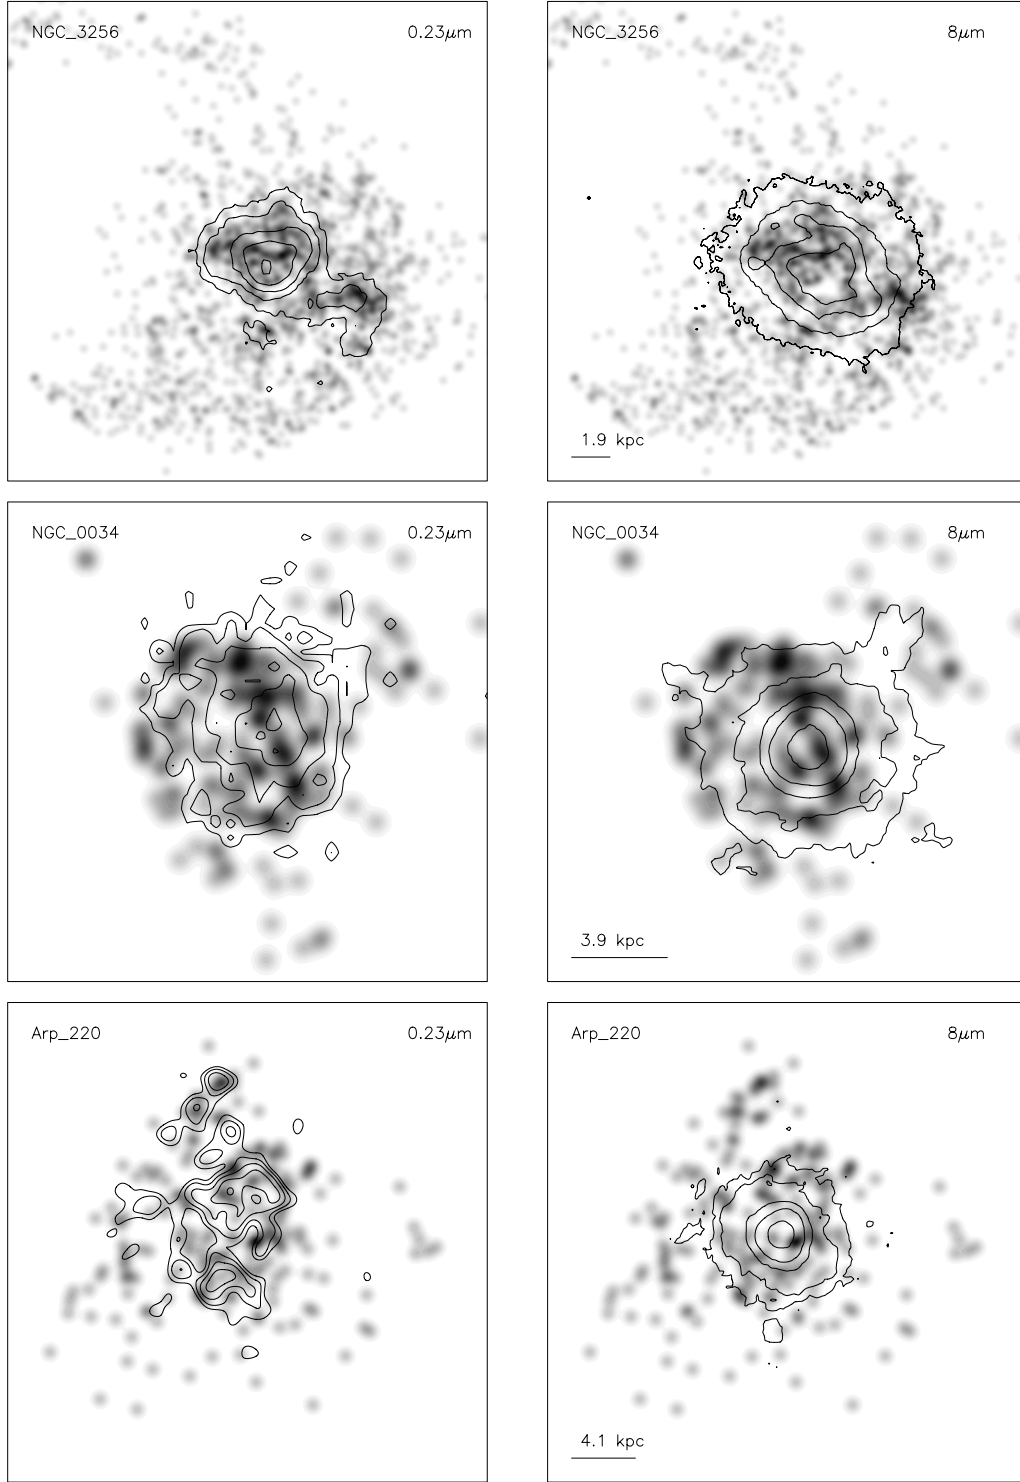 NGC_3256 0.23μm
NGC_3256 8μm
1.9 kpc
NGC_0034 0.23μm
NGC_0034 8μm
3.9 kpc
Arp_220 0.23μm
Arp_220 8μm
4.1 kpc